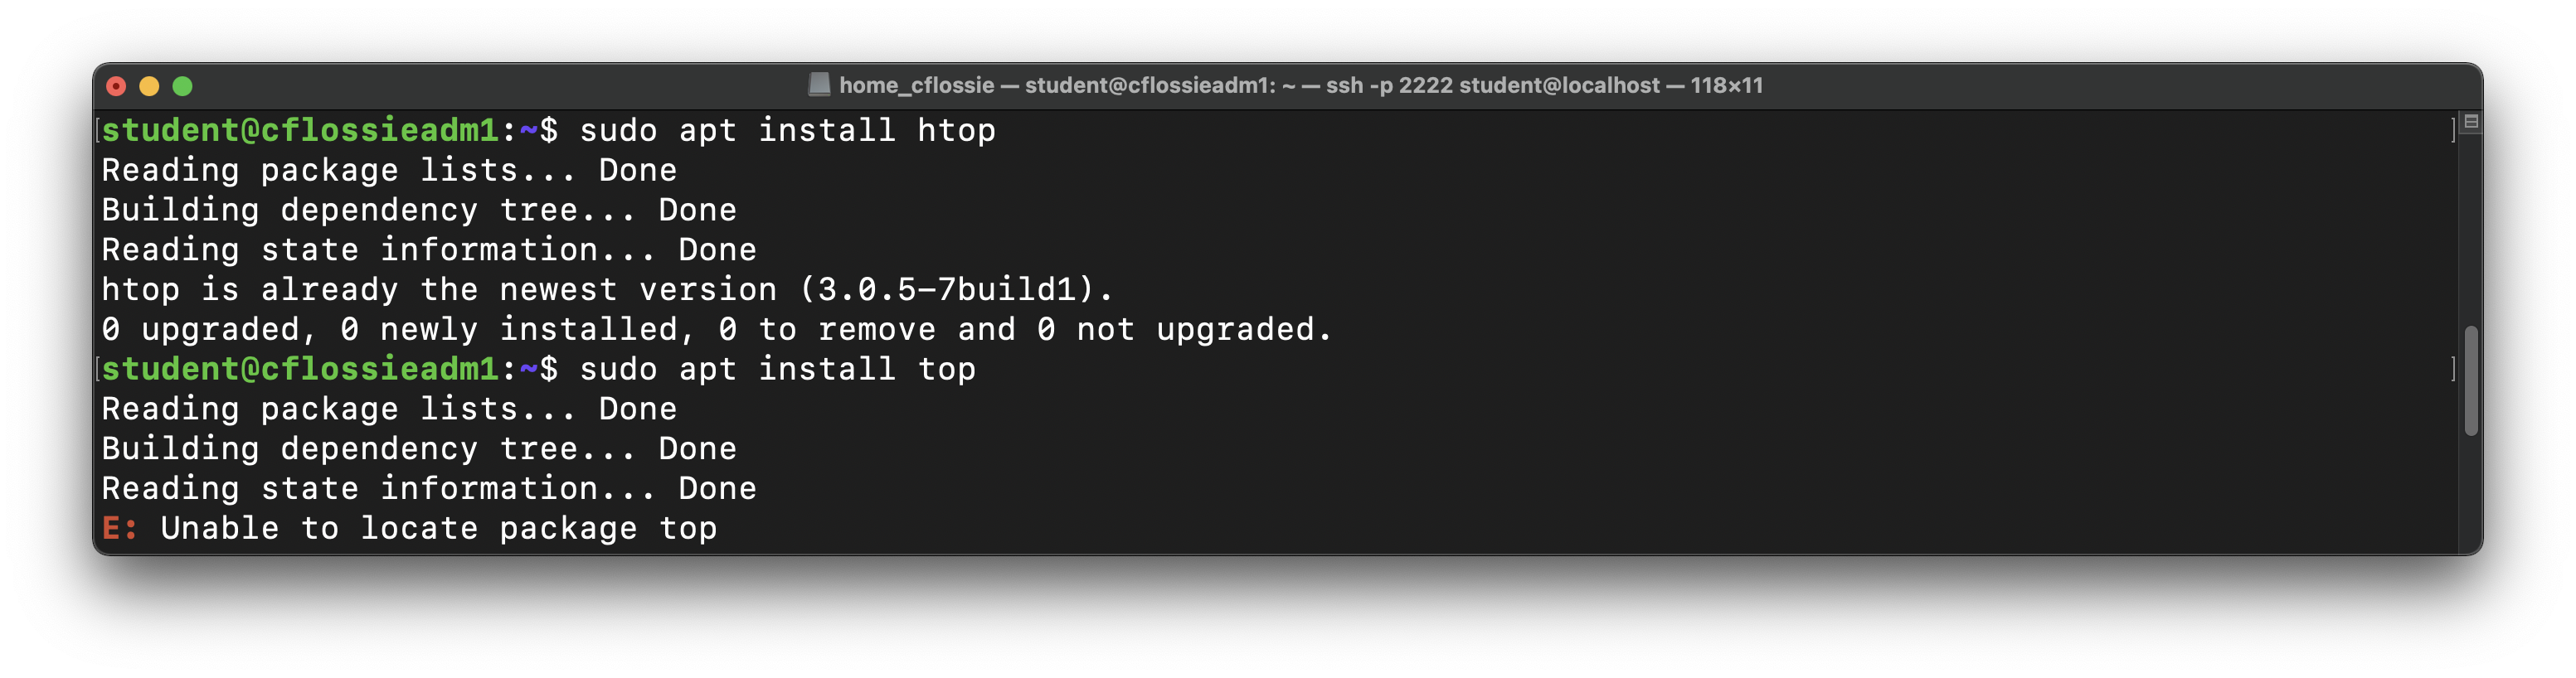 home_cflossie — student@cflossieadm1: ~ — ssh -p 2222 student@localhost — 118×11
[student@cflossieadm1:~$ sudo apt install htop ]
Reading package lists... Done
Building dependency tree... Done
Reading state information... Done
htop is already the newest version (3.0.5-7build1).
0 upgraded, 0 newly installed, 0 to remove and 0 not upgraded.
[student@cflossieadm1:~$ sudo apt install top ]
Reading package lists... Done
Building dependency tree... Done
Reading state information... Done
E: Unable to locate package top